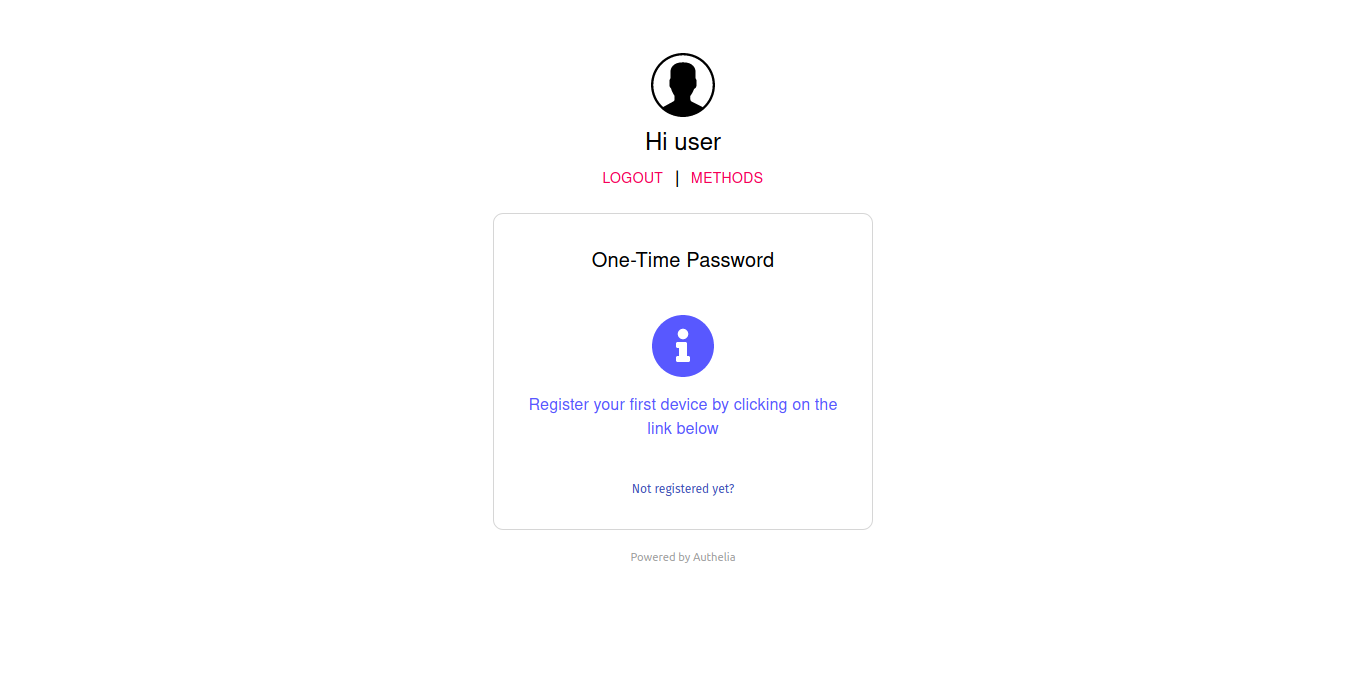 Hi user
LOGOUT | METHODS
One-Time Password
Register your first device by clicking on the
link below
Not registered yet?
Powered by Authelia